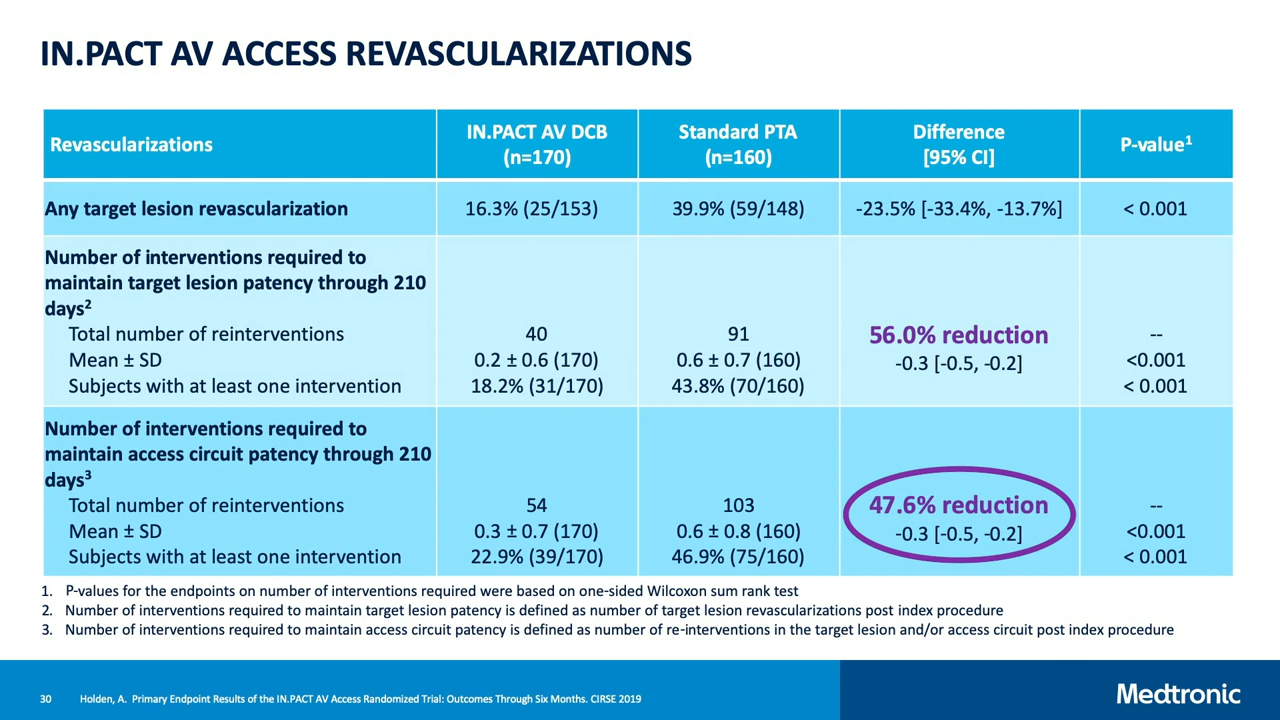 IN.PACT AV ACCESS REVASCULARIZATIONS
Revascularizations
IN.PACT AV DCB
(n=170)
Standard PTA
(n=160)
Difference
[95% CI]
P-value1
Any target lesion revascularization
16.3% (25/153)
39.9% (59/148)
-23.5% [-33.4%, -13.7%]
< 0.001
Number of interventions required to
maintain target lesion patency through 210
days2
Total number of reinterventions
40
91
56.0% reduction
--
Mean ± SD
0.2 ± 0.6 (170)
0.6 ± 0.7 (160)
-0.3 [-0.5, -0.2]
<0.001
Subjects with at least one intervention
18.2% (31/170)
43.8% (70/160)
< 0.001
Number of interventions required to
maintain access circuit patency through 210
days3
Total number of reinterventions
54
103
47.6% reduction
--
Mean ± SD
0.3 ± 0.7 (170)
0.6 ± 0.8 (160)
-0.3 [-0.5, -0.2]
<0.001
Subjects with at least one intervention
22.9% (39/170)
46.9% (75/160)
< 0.001
1. P-values for the endpoints on number of interventions required were based on one-sided Wilcoxon sum rank test
2. Number of interventions required to maintain target lesion patency is defined as number of target lesion revascularizations post index procedure
3. Number of interventions required to maintain access circuit patency is defined as number of re-interventions in the target lesion and/or access circuit post index procedure
30
Holden, A. Primary Endpoint Results of the IN.PACT AV Access Randomized Trial: Outcomes Through Six Months. CIRSE 2019
Medtronic